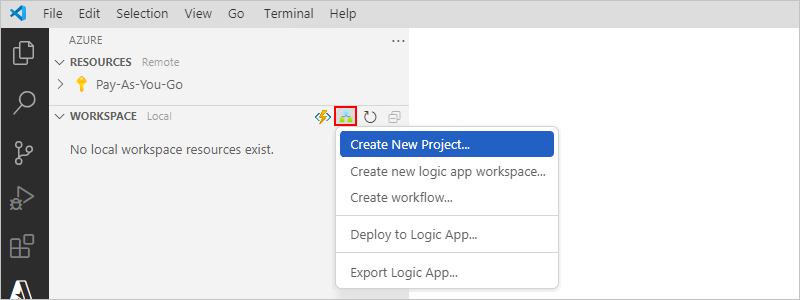 File Edit Selection View Go Terminal Help
AZURE
RESOURCES Remote
Pay-As-You-Go
WORKSPACE Local
No local workspace resources exist.
Create New Project...
Create new logic app workspace...
Create workflow...
Deploy to Logic App...
Export Logic App...